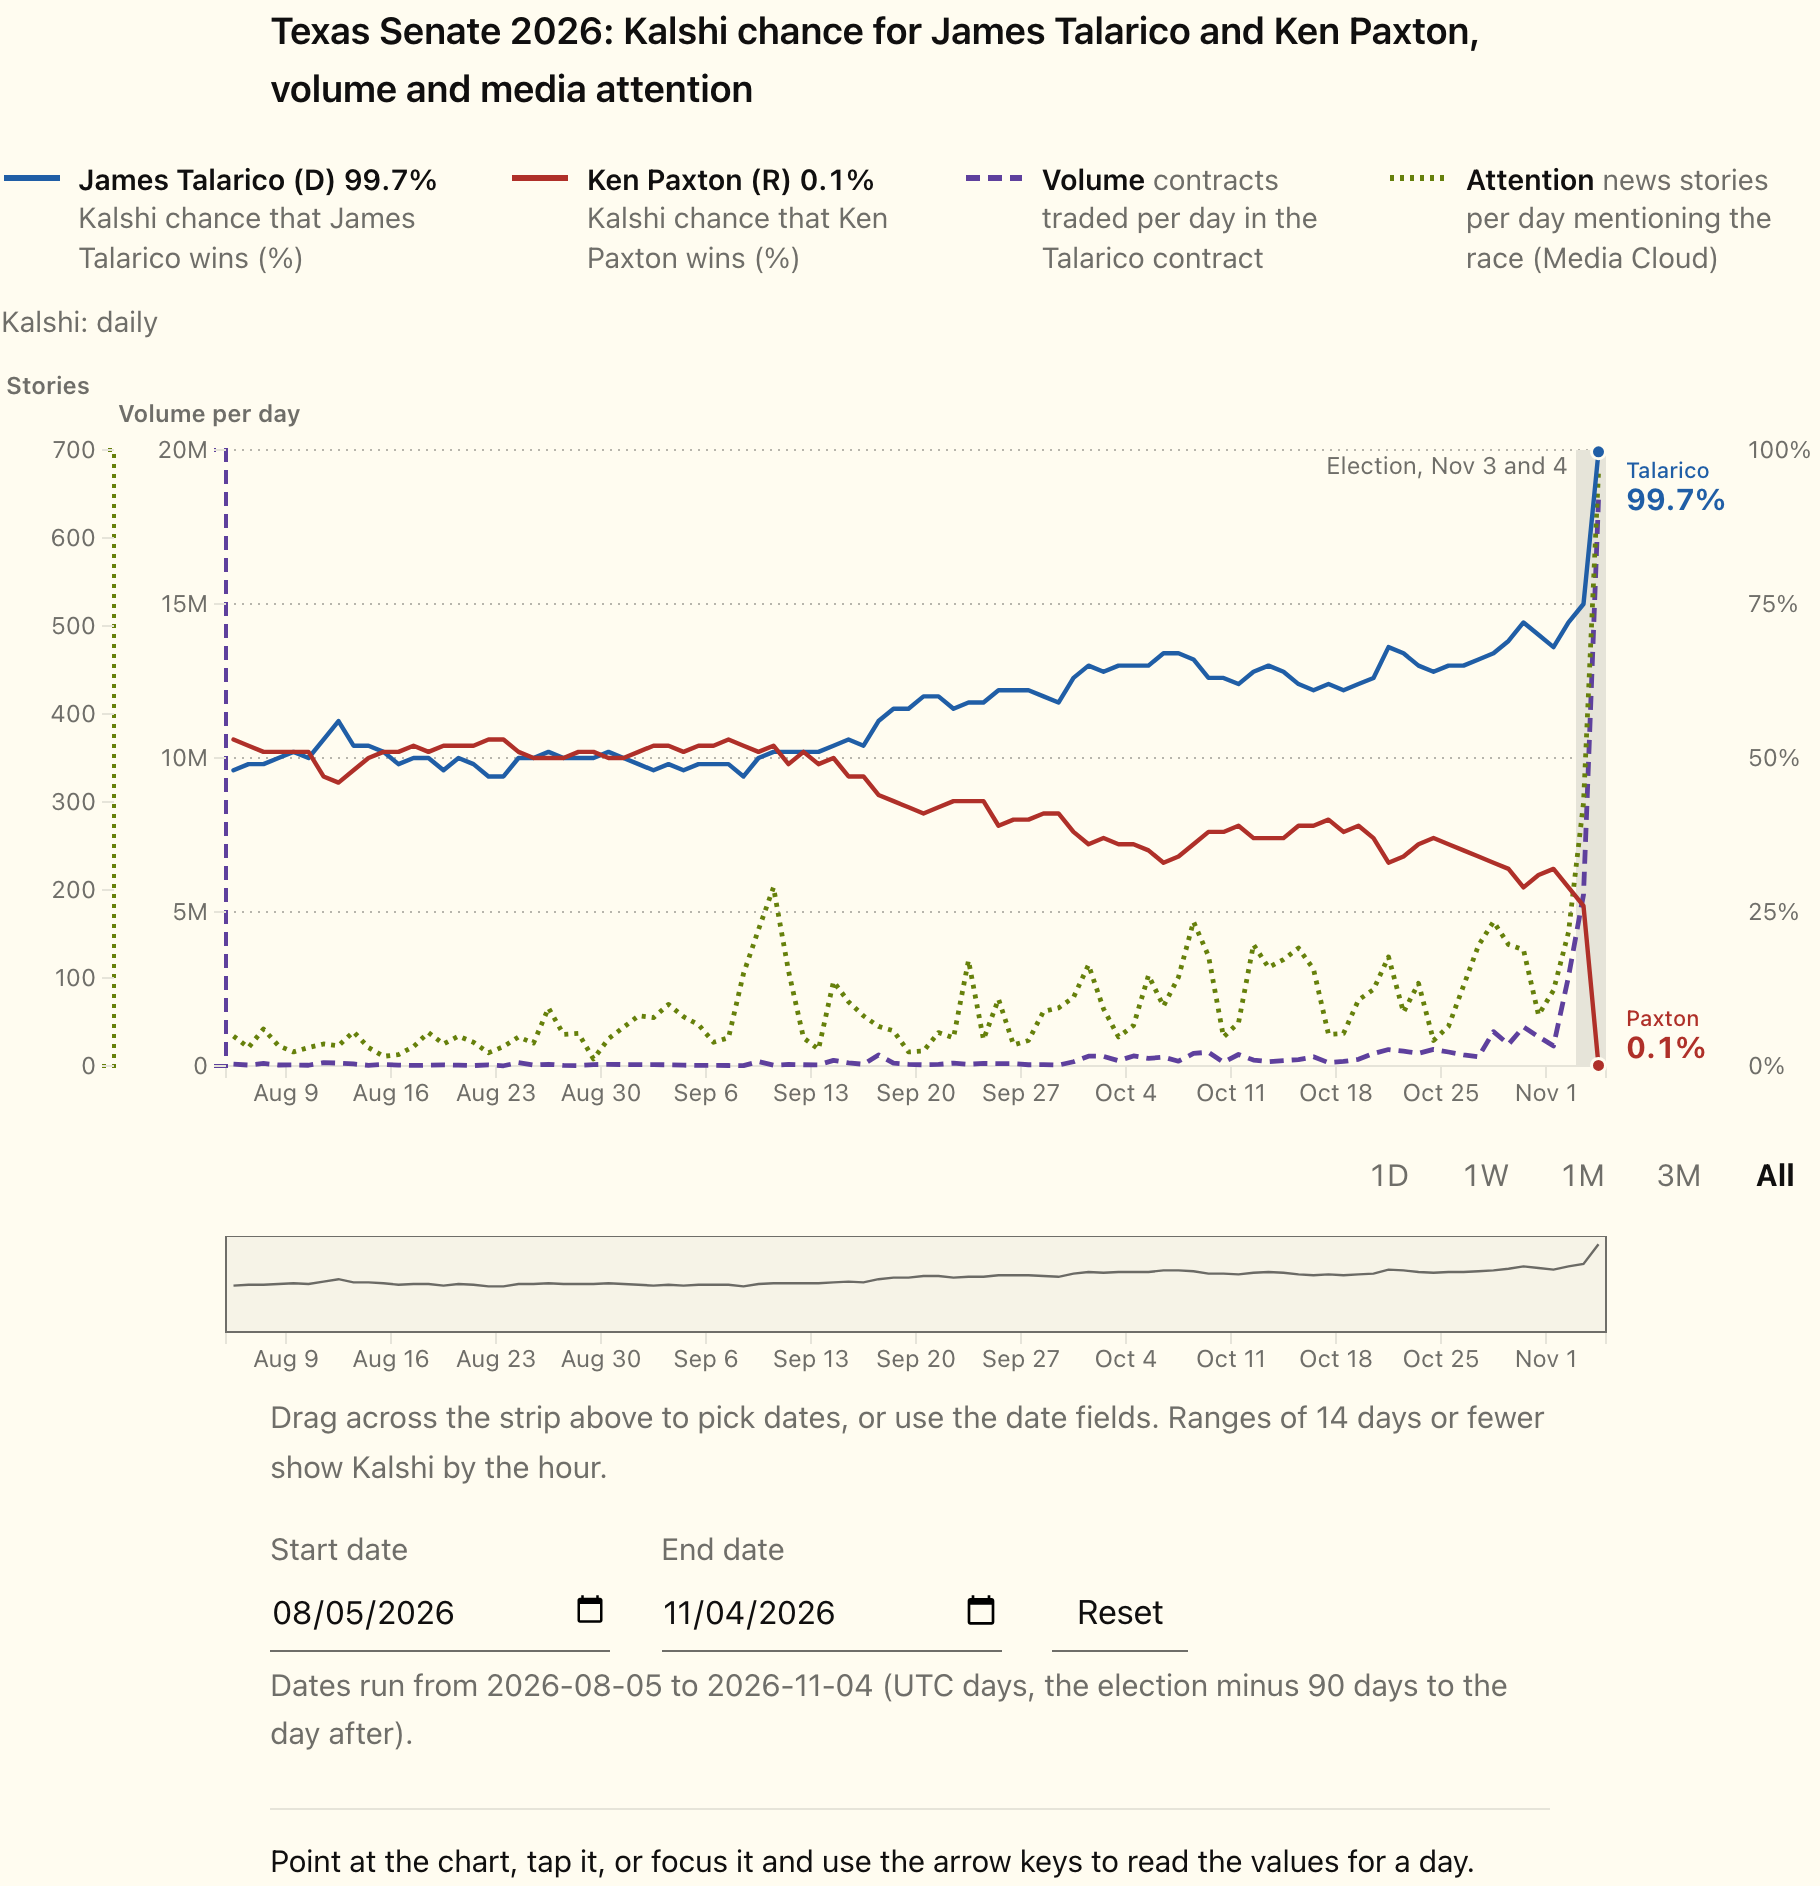 Texas Senate 2026: Kalshi chance for James Talarico and Ken Paxton,
volume and media attention
James Talarico (D) 99.7%
Kalshi chance that James
Talarico wins (%)
Ken Paxton (R) 0.1%
Kalshi chance that Ken
Paxton wins (%)
Volume contracts
traded per day in the
Talarico contract
Attention news stories
per day mentioning the
race (Media Cloud)
Kalshi: daily
Stories
Volume per day
700
600
500
400
300
200
100
0
20M
15M
10M
5M
0
Election, Nov 3 and 4
Talarico
99.7%
Paxton
0.1%
100%
75%
50%
25%
0%
Aug 9 Aug 16 Aug 23 Aug 30 Sep 6 Sep 13 Sep 20 Sep 27 Oct 4 Oct 11 Oct 18 Oct 25 Nov 1
1D 1W 1M 3M All
Aug 9 Aug 16 Aug 23 Aug 30 Sep 6 Sep 13 Sep 20 Sep 27 Oct 4 Oct 11 Oct 18 Oct 25 Nov 1
Drag across the strip above to pick dates, or use the date fields. Ranges of 14 days or fewer
show Kalshi by the hour.
Start date
End date
08/05/2026
11/04/2026
Reset
Dates run from 2026-08-05 to 2026-11-04 (UTC days, the election minus 90 days to the
day after).
Point at the chart, tap it, or focus it and use the arrow keys to read the values for a day.